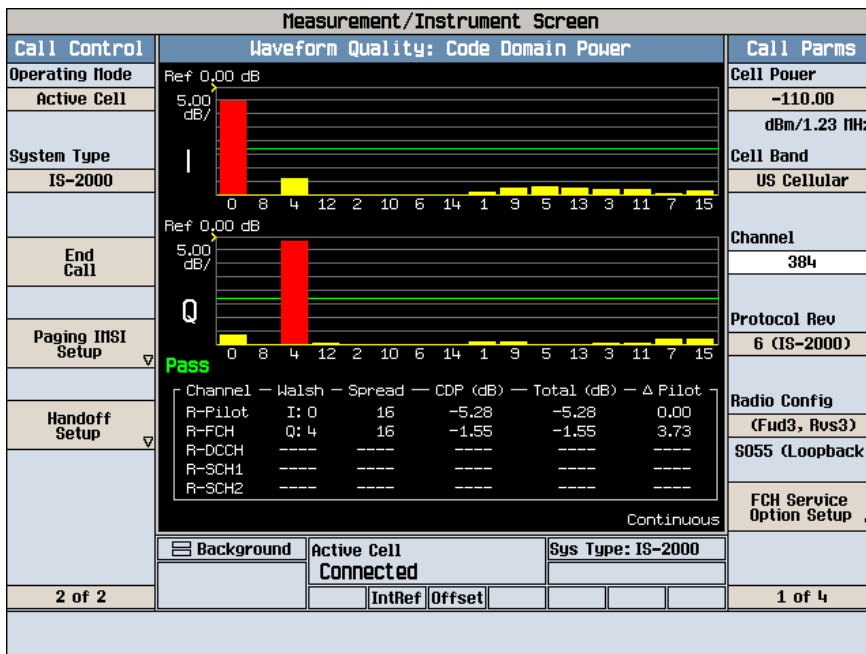 Measurement/Instrument Screen
Call Control
Operating Mode
Active Cell
System Type
IS-2000
End
Call
Paging IMSI
Setup
Handoff
Setup
2 of 2
Waveform Quality: Code Domain Power
Ref 0.00 dB
5.00
dB/
I
0 8 4 12 2 10 6 14 1 9 5 13 3 11 7 15
Ref 0.00 dB
5.00
dB/
Q
0 8 4 12 2 10 6 14 1 9 5 13 3 11 7 15
Pass
Channel — Walsh — Spread — CDP (dB) — Total (dB) — Δ Pilot
R-Pilot I: 0 16 -5.28 -5.28 0.00
R-FCH Q: 4 16 -1.55 -1.55 3.73
R-DCCH ---- ---- ---- ---- ----
R-SCH1 ---- ---- ---- ---- ----
R-SCH2 ---- ---- ---- ---- ----
Continuous
Background
Active Cell
Connected
Sys Type: IS-2000
IntRef Offset
Call Parms
Cell Power
-110.00
dBm/1.23 MHz
Cell Band
US Cellular
Channel
384
Protocol Rev
6 (IS-2000)
Radio Config
(Fwd3, Rvs3)
SO55 (Loopback
FCH Service
Option Setup
1 of 4